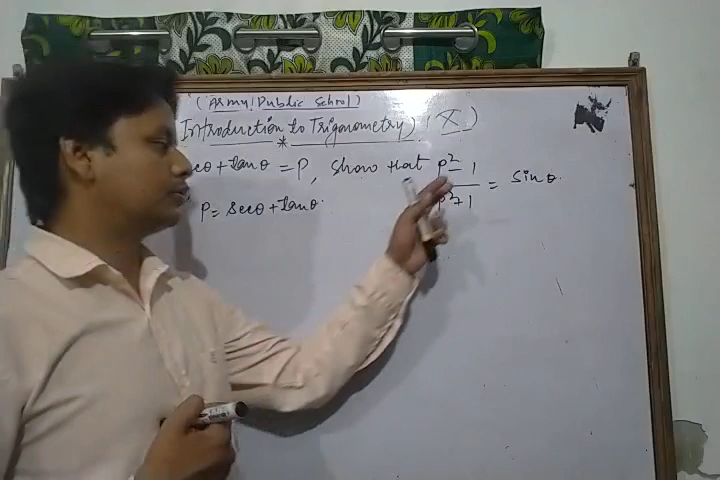 (Army Public School)
Introduction to Trigonometry) (X)
secθ + tanθ = P, show that P² - 1 / P² + 1 = sinθ.
P = secθ + tanθ.